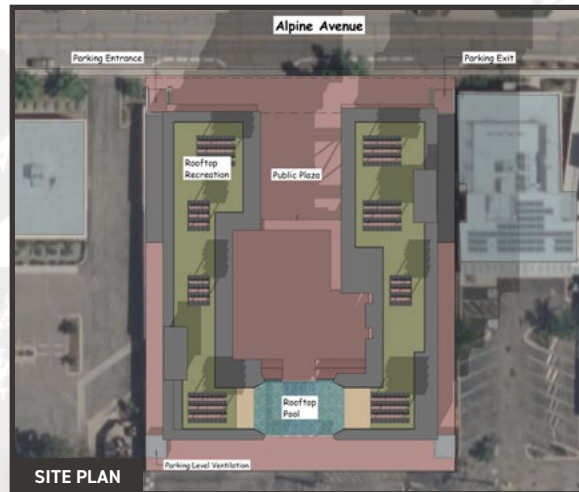 Alpine Avenue
Parking Entrance
Parking Exit
Rooftop
Recreation
Public Plaza
Rooftop
Pool
Parking Level Ventilation
SITE PLAN